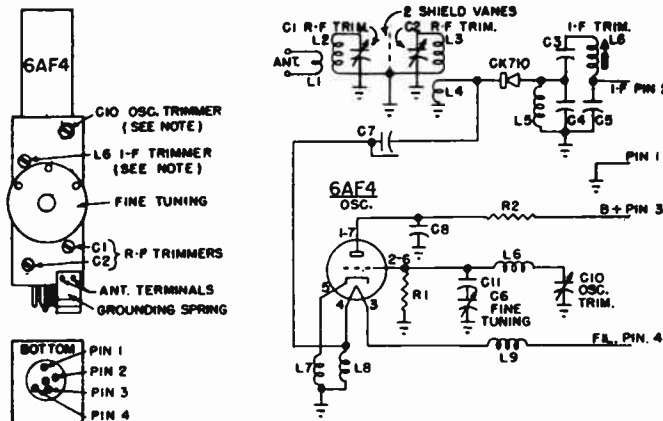 6AF4
C10 OSC. TRIMMER
(SEE NOTE)
L6 I-F TRIMMER
(SEE NOTE)
FINE TUNING
C1
C2
R-F TRIMMERS
ANT. TERMINALS
GROUNDING SPRING
BOTTOM
PIN 1
PIN 2
PIN 3
PIN 4
2 SHIELD VANES
C1 R-F TRIM.
C2 R-F TRIM.
L2
L3
ANT.
L1
L4
CK710
I-F TRIM.
C3
L6
I-F PIN 2
L5
C4
C5
C7
PIN 1
6AF4
OSC.
R2
B+ PIN 3
1-7
C8
2-6
5
4
3
R1
L6
C11
C6
FINE
TUNING
C10
OSC.
TRIM.
FIL. PIN. 4
L7
L8
L9